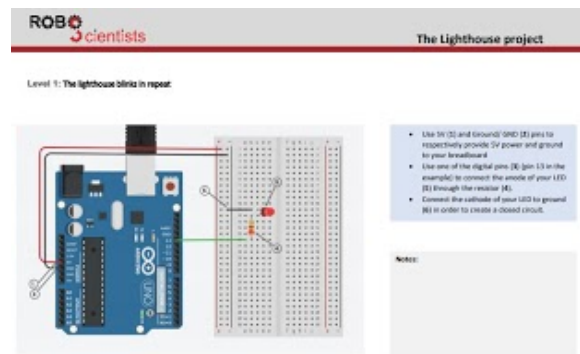 ROBO
Scientists
The Lighthouse project
Level 1: The lighthouse blinks in repeat
Use 5V (1) and Ground/ GND (2) pins to
respectively provide 5V power and ground
to your breadboard
Use one of the digital pins (3) (pin 13 in the
example) to connect the anode of your LED
(5) through the resistor (4).
Connect the cathode of your LED to ground
(6) in order to create a closed circuit.
Notes:
UNO